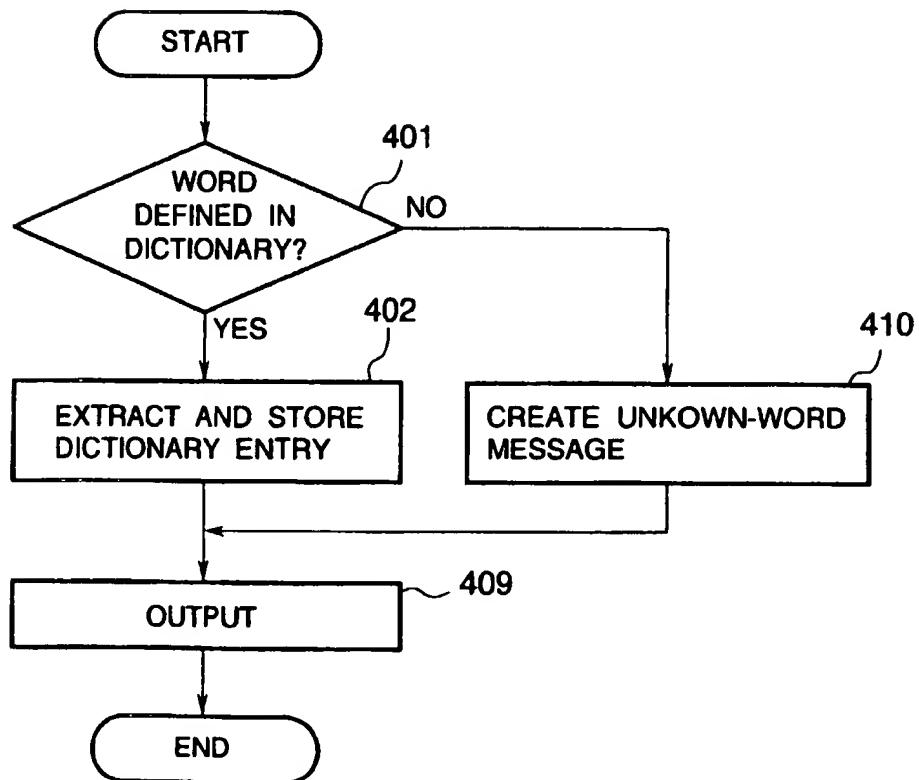 START
401
WORD
DEFINED IN
DICTIONARY?
NO
YES
402
EXTRACT AND STORE
DICTIONARY ENTRY
410
CREATE UNKOWN-WORD
MESSAGE
409
OUTPUT
END